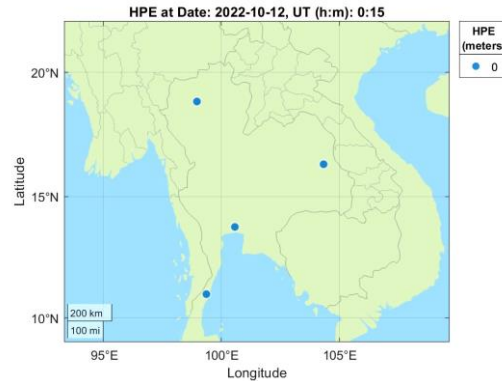 HPE at Date: 2022-10-12, UT (h:m): 0:15
HPE
(meters
0
20°N
15°N
10°N
Latitude
200 km
100 mi
95°E
100°E
105°E
Longitude